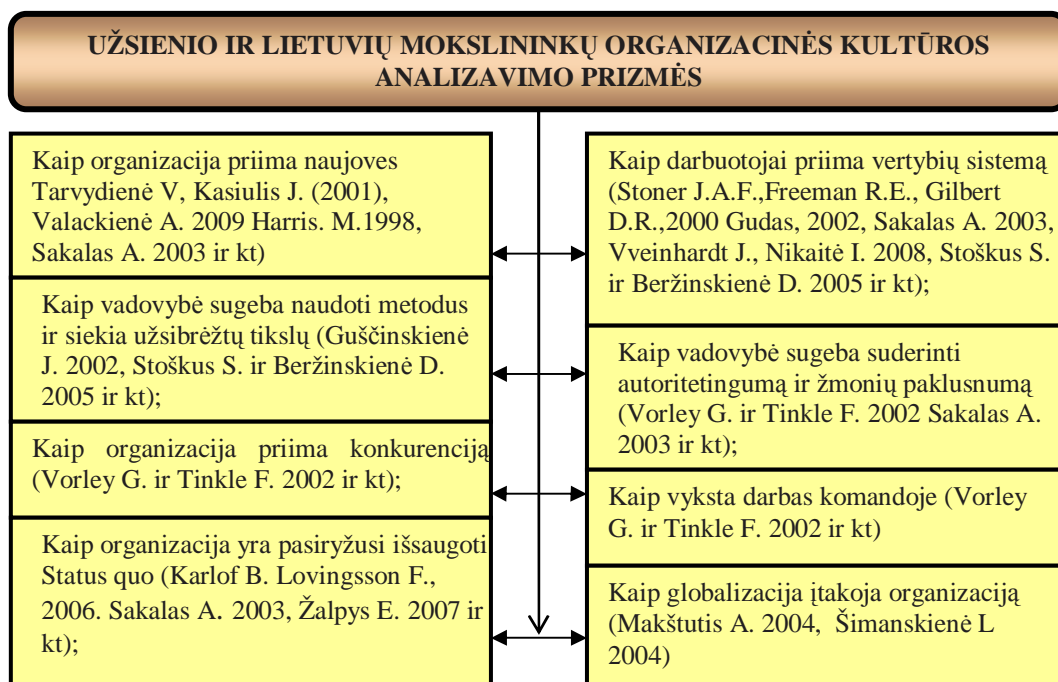 UŽSIENIO IR LIETUVIŲ MOKSLININKŲ ORGANIZACINĖS KULTŪROS
ANALIZAVIMO PRIZMĖS
Kaip organizacija priima naujoves
Tarvydienė V, Kasiulis J. (2001),
Valackienė A. 2009 Harris. M.1998,
Sakalas A. 2003 ir kt)
Kaip vadovybė sugeba naudoti metodus
ir siekia užsibrėžtų tikslų (Guščinskienė
J. 2002, Stoškus S. ir Beržinskienė D.
2005 ir kt);
Kaip organizacija priima konkurenciją
(Vorley G. ir Tinkle F. 2002 ir kt);
Kaip organizacija yra pasiryžusi išsaugoti
Status quo (Karlof B. Lovingsson F.,
2006. Sakalas A. 2003, Žalpys E. 2007 ir
kt);
Kaip darbuotojai priima vertybių sistemą
(Stoner J.A.F.,Freeman R.E., Gilbert
D.R.,2000 Gudas, 2002, Sakalas A. 2003,
Vveinhardt J., Nikaitė I. 2008, Stoškus S.
ir Beržinskienė D. 2005 ir kt);
Kaip vadovybė sugeba suderinti
autoritetingumą ir žmonių paklusnumą
(Vorley G. ir Tinkle F. 2002 Sakalas A.
2003 ir kt);
Kaip vyksta darbas komandoje (Vorley
G. ir Tinkle F. 2002 ir kt)
Kaip globalizacija įtakoja organizaciją
(Makštutis A. 2004, Šimanskienė L
2004)